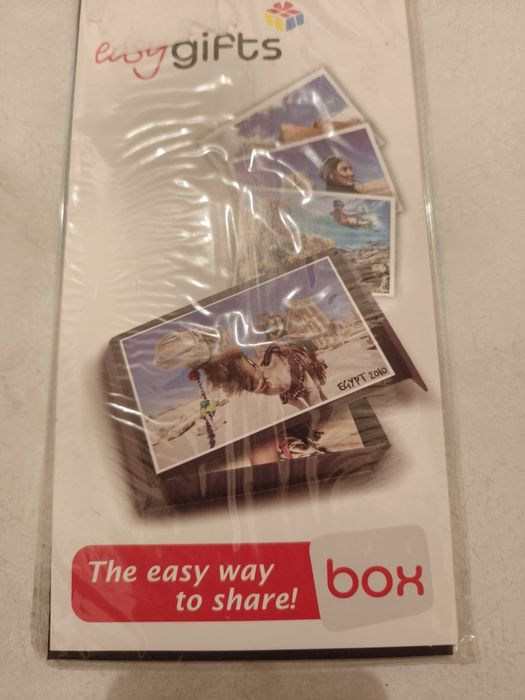 easygifts
EGYPT 2010
The easy way
to share!
box